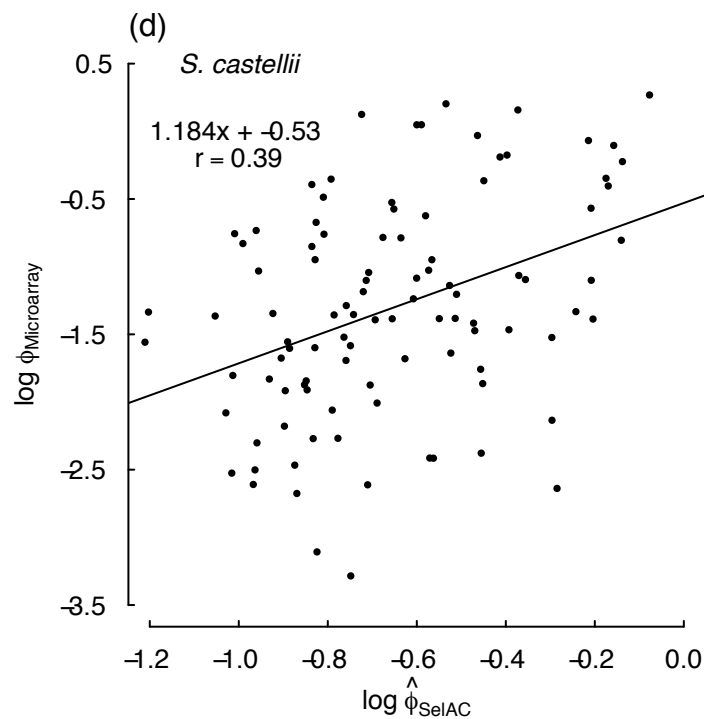 (d)
S. castellii
1.184x + −0.53
r = 0.39
0.5
−0.5
−1.5
−2.5
−3.5
log ϕMicroarray
−1.2 −1.0 −0.8 −0.6 −0.4 −0.2 0.0
log ϕ̂SelAC